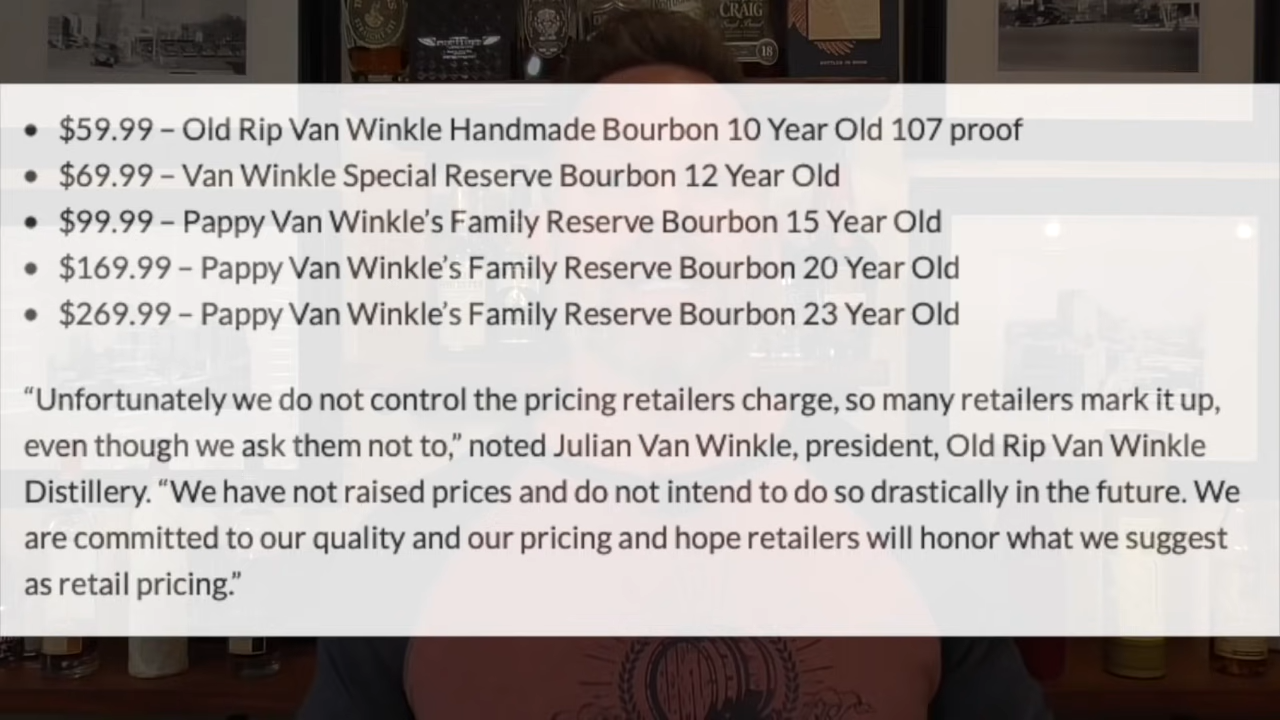 CRAIG
18
• $59.99 – Old Rip Van Winkle Handmade Bourbon 10 Year Old 107 proof
• $69.99 – Van Winkle Special Reserve Bourbon 12 Year Old
• $99.99 – Pappy Van Winkle’s Family Reserve Bourbon 15 Year Old
• $169.99 – Pappy Van Winkle’s Family Reserve Bourbon 20 Year Old
• $269.99 – Pappy Van Winkle’s Family Reserve Bourbon 23 Year Old
“Unfortunately we do not control the pricing retailers charge, so many retailers mark it up,
even though we ask them not to,” noted Julian Van Winkle, president, Old Rip Van Winkle
Distillery. “We have not raised prices and do not intend to do so drastically in the future. We
are committed to our quality and our pricing and hope retailers will honor what we suggest
as retail pricing.”